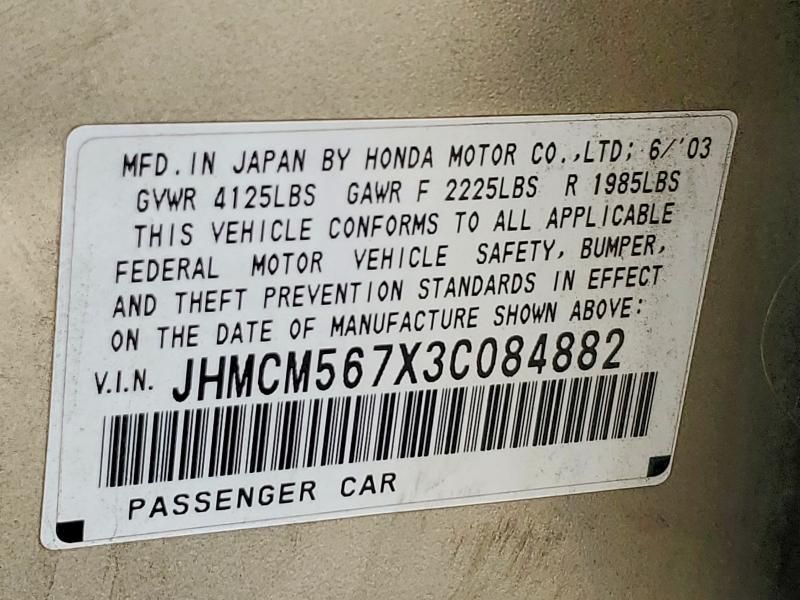 MFD. IN JAPAN BY HONDA MOTOR CO.,LTD; 6/'03
GVWR 4125LBS GAWR F 2225LBS R 1985LBS
THIS VEHICLE CONFORMS TO ALL APPLICABLE
FEDERAL MOTOR VEHICLE SAFETY, BUMPER,
AND THEFT PREVENTION STANDARDS IN EFFECT
ON THE DATE OF MANUFACTURE SHOWN ABOVE:
V.I.N. JHMCM567X3C084882
PASSENGER CAR